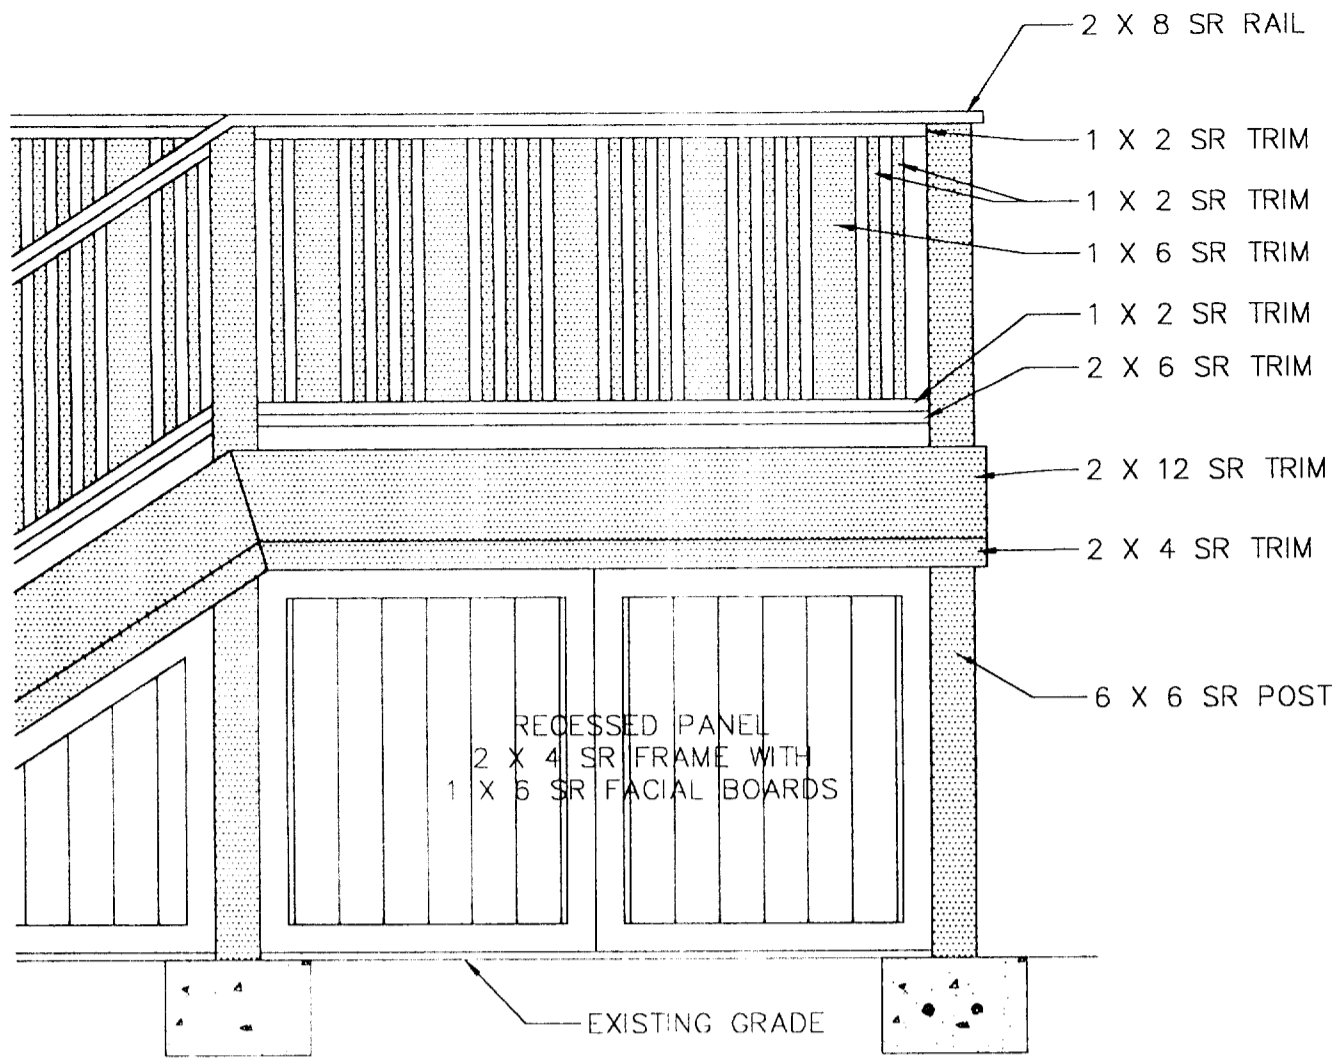 2 X 8 SR RAIL
1 X 2 SR TRIM
1 X 2 SR TRIM
1 X 6 SR TRIM
1 X 2 SR TRIM
2 X 6 SR TRIM
2 X 12 SR TRIM
2 X 4 SR TRIM
6 X 6 SR POST
RECESSED PANEL
2 X 4 SR FRAME WITH
1 X 6 SR FACIAL BOARDS
EXISTING GRADE